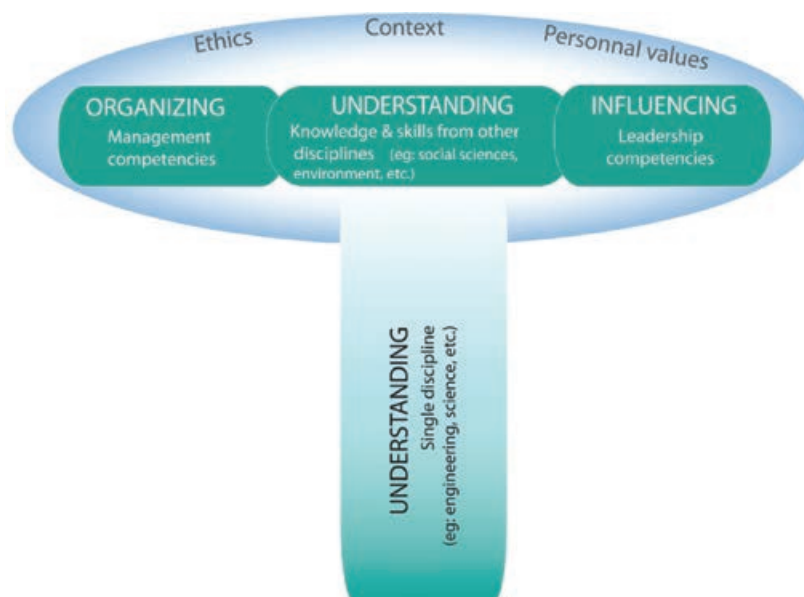 Ethics
Context
Personnal values
ORGANIZING
Management
competencies
UNDERSTANDING
Knowledge & skills from other
disciplines (eg: social sciences,
environment, etc.)
INFLUENCING
Leadership
competencies
UNDERSTANDING
Single discipline
(eg: engineering, science, etc.)